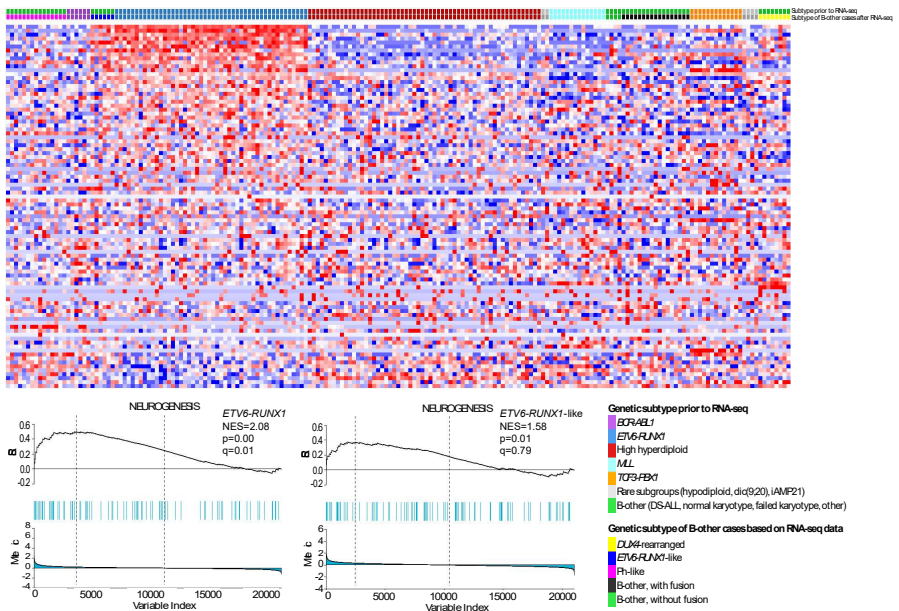 Subtype prior to RNA-seq
Subtype of B-other cases after RNA-seq
NEUROGENESIS
ETV6-RUNX1
NES=2.08
p=0.00
q=0.01
0.6
0.4
0.2
0.0
-0.2
8
6
4
2
0
-2
-4
0
5000
10000
15000
20000
Variable Index
NEUROGENESIS
ETV6-RUNX1-like
NES=1.58
p=0.01
q=0.79
0.6
0.4
0.2
0.0
-0.2
8
6
4
2
0
-2
-4
0
5000
10000
15000
20000
Variable Index
Genetic subtype prior to RNA-seq
BCR-ABL1
ETV6-RUNX1
High hyperdiploid
MLL
TCF3-PBX1
Rare subgroups (hypodiploid, dic(9;20), iAMP21)
B-other (DS-ALL, normal karyotype, failed karyotype, other)
Genetic subtype of B-other cases based on RNA-seq data
DUX4-rearranged
ETV6-RUNX1-like
Ph-like
B-other, with fusion
B-other, without fusion